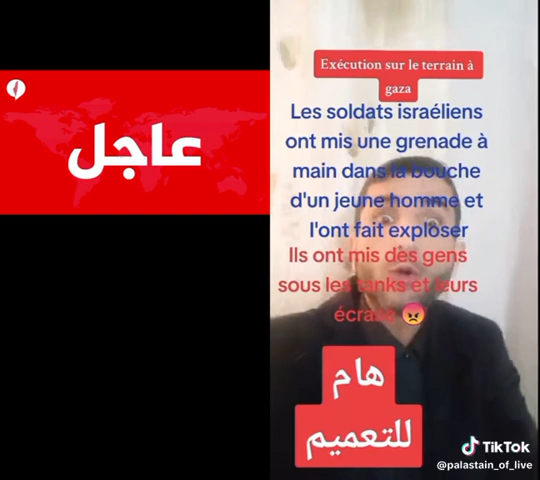 عاجل
Exécution sur le terrain à
gaza
Les soldats israéliens
ont mis une grenade à
main dans la bouche
d'un jeune homme et
l'ont fait exploser
Ils ont mis des gens
sous les tanks et leurs
écrasé 😡
هام
للتعميم
TikTok
@palastain_of_live